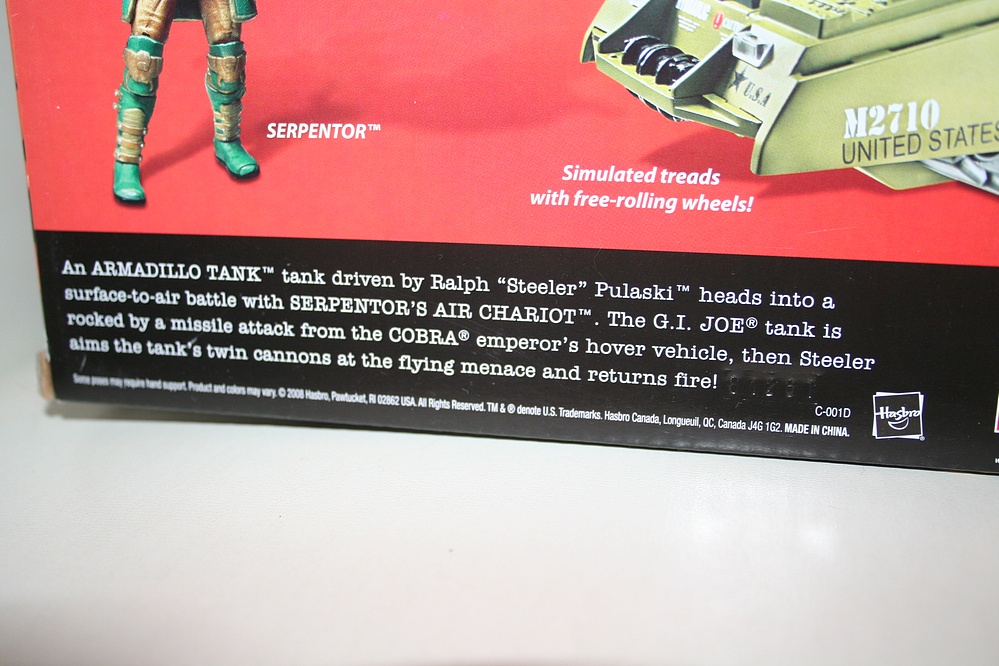 SERPENTOR™
USA
M2710
UNITED STATES
Simulated treads
with free-rolling wheels!
An ARMADILLO TANK™ tank driven by Ralph “Steeler” Pulaski™ heads into a
surface-to-air battle with SERPENTOR’S AIR CHARIOT™. The G.I. JOE® tank is
rocked by a missile attack from the COBRA® emperor’s hover vehicle, then Steeler
aims the tank’s twin cannons at the flying menace and returns fire!
Some poses may require hand support. Product and colors may vary. © 2008 Hasbro, Pawtucket, RI 02862 USA. All Rights Reserved. TM & ® denote U.S. Trademarks. Hasbro Canada, Longueuil, QC, Canada J4G 1G2. MADE IN CHINA.
C-001D
Hasbro